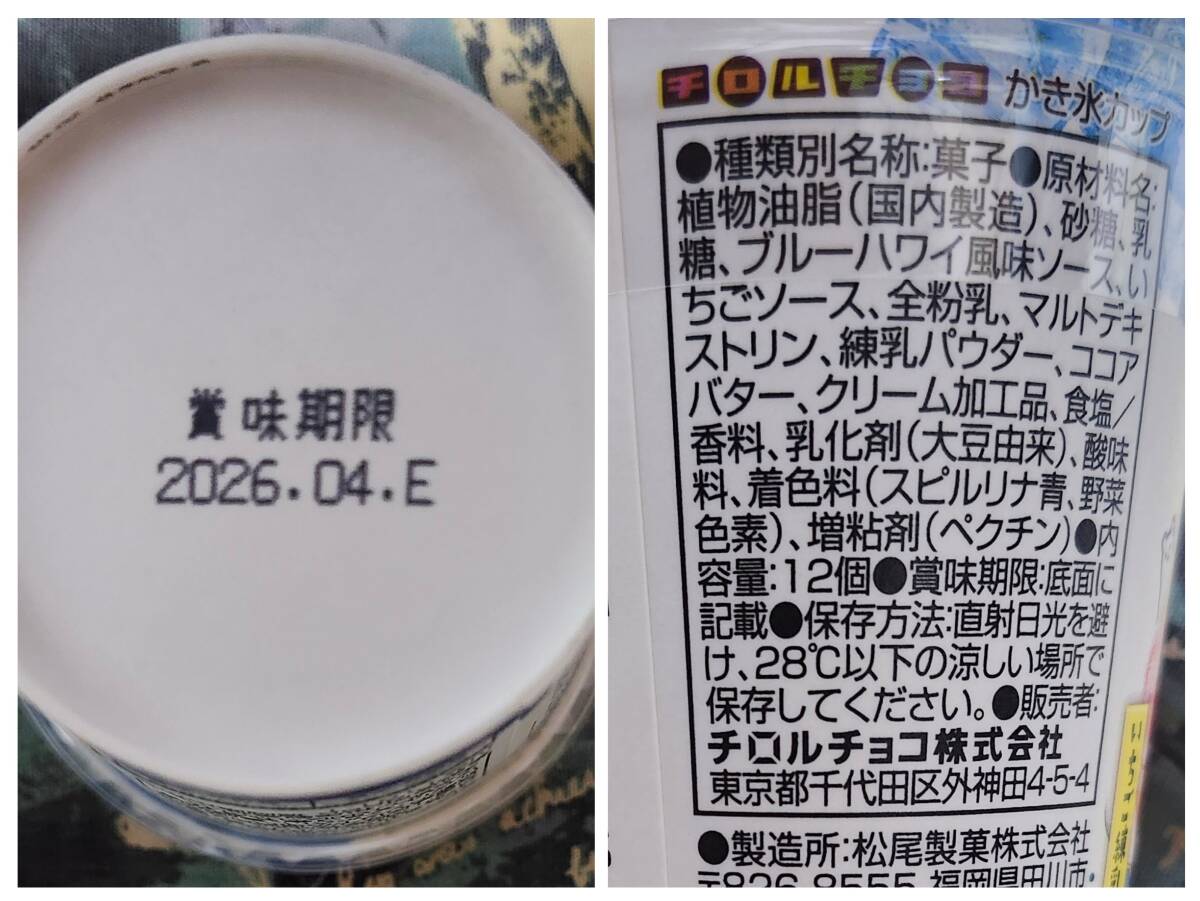 賞味期限
2026.04.E
チロルチョコ かき氷カップ
●種類別名称:菓子●原材料名:
植物油脂(国内製造)、砂糖、乳
糖、ブルーハワイ風味ソース、い
ちごソース、全粉乳、マルトデキ
ストリン、練乳パウダー、ココア
バター、クリーム加工品、食塩/
香料、乳化剤(大豆由来)、酸味
料、着色料(スピルリナ青、野菜
色素)、増粘剤(ペクチン)●内
容量:12個●賞味期限:底面に
記載●保存方法:直射日光を避
け、28℃以下の涼しい場所で
保存してください。●販売者:
チロルチョコ株式会社
東京都千代田区外神田4-5-4
●製造所:松尾製菓株式会社
〒826-8555 福岡県田川市